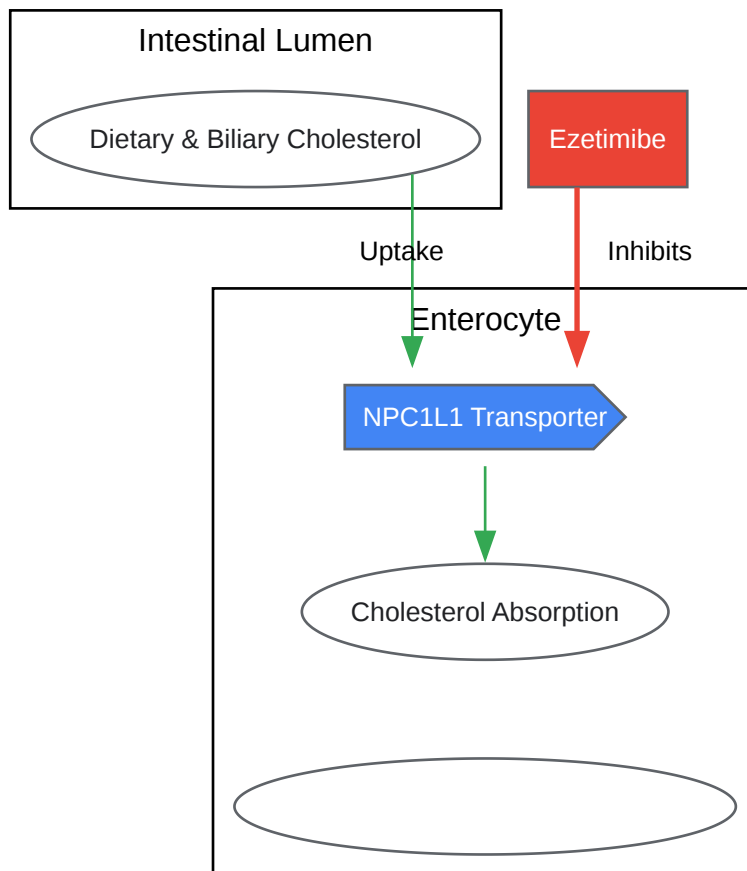 Intestinal Lumen
Dietary & Biliary Cholesterol
Ezetimibe
Uptake
Inhibits
Enterocyte
NPC1L1 Transporter
Cholesterol Absorption